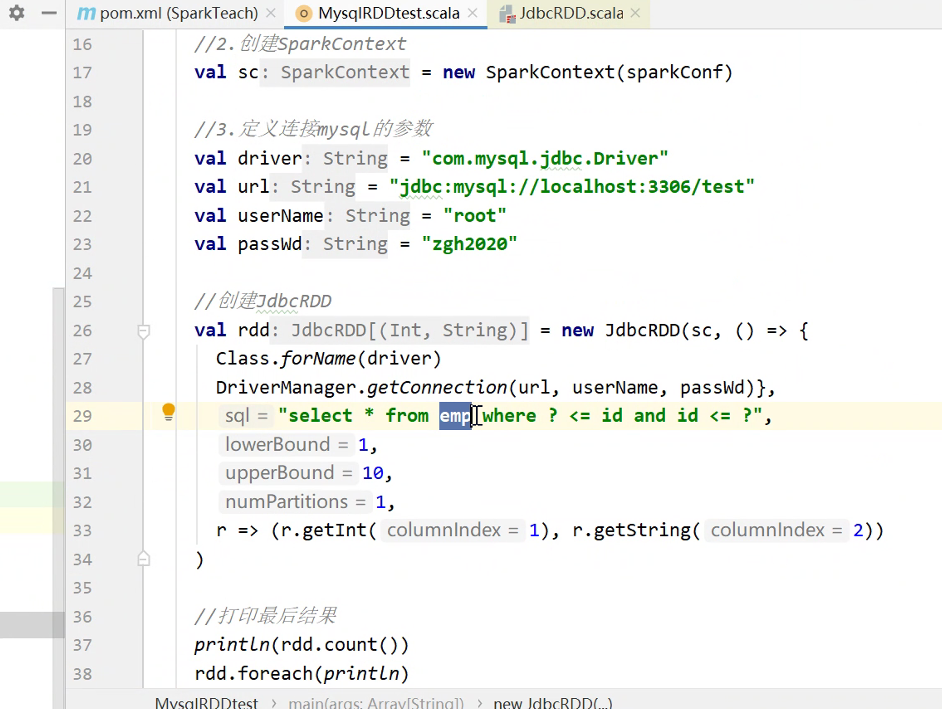 pom.xml (SparkTeach) MysqlRDDtest.scala JdbcRDD.scala
16 //2.创建SparkContext
17 val sc: SparkContext = new SparkContext(sparkConf)
18
19 //3.定义连接mysql的参数
20 val driver: String = "com.mysql.jdbc.Driver"
21 val url: String = "jdbc:mysql://localhost:3306/test"
22 val userName: String = "root"
23 val passWd: String = "zgh2020"
24
25 //创建JdbcRDD
26 val rdd: JdbcRDD[(Int, String)] = new JdbcRDD(sc, () => {
27 Class.forName(driver)
28 DriverManager.getConnection(url, userName, passWd)},
29 sql = "select * from emp where ? <= id and id <= ?",
30 lowerBound = 1,
31 upperBound = 10,
32 numPartitions = 1,
33 r => (r.getInt( columnIndex = 1), r.getString( columnIndex = 2))
34 )
35
36 //打印最后结果
37 println(rdd.count())
38 rdd.foreach(println)
MysqlRDDtest › main(args: Array[String]) › new JdbcRDD(...)